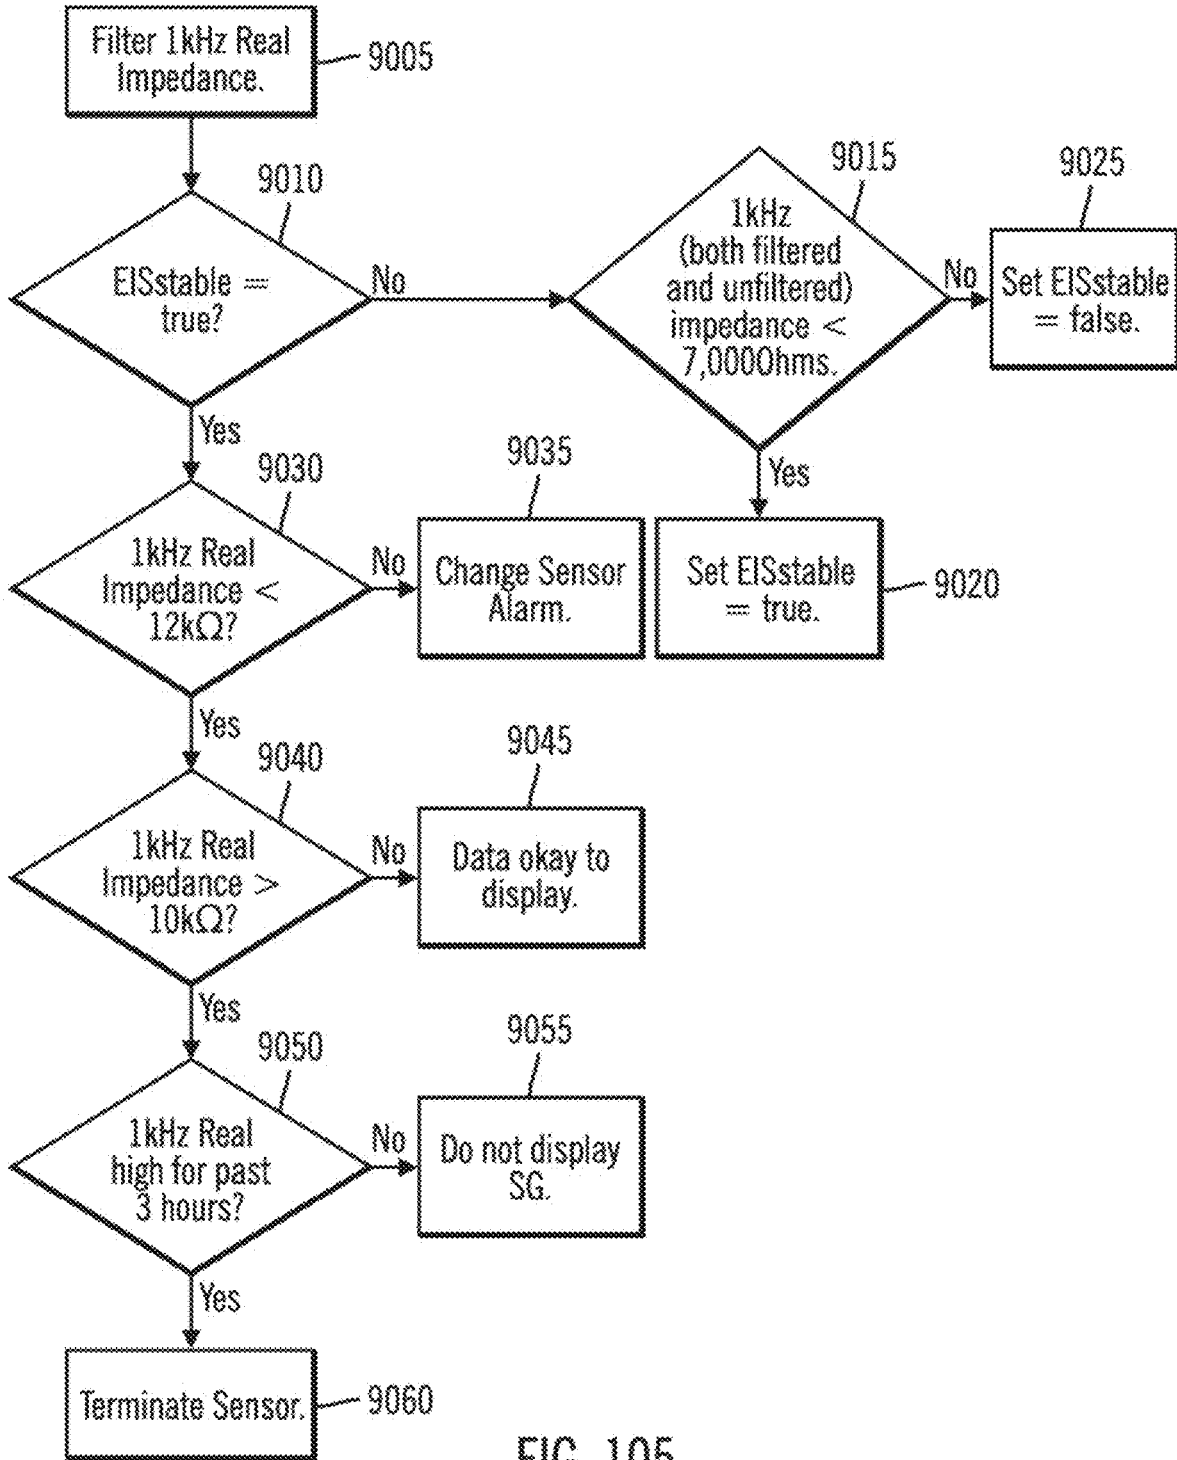 Filter 1kHz Real
Impedance.
9005
9010
EISstable =
true?
No
9015
1kHz
(both filtered
and unfiltered)
impedance <
7,000Ohms.
No
9025
Set EISstable
= false.
Yes
Yes
9020
Set EISstable
= true.
9030
1kHz Real
Impedance <
12kΩ?
No
9035
Change Sensor
Alarm.
Yes
9040
1kHz Real
Impedance >
10kΩ?
No
9045
Data okay to
display.
Yes
9050
1kHz Real
high for past
3 hours?
No
9055
Do not display
SG.
Yes
Terminate Sensor.
9060
FIG. 105